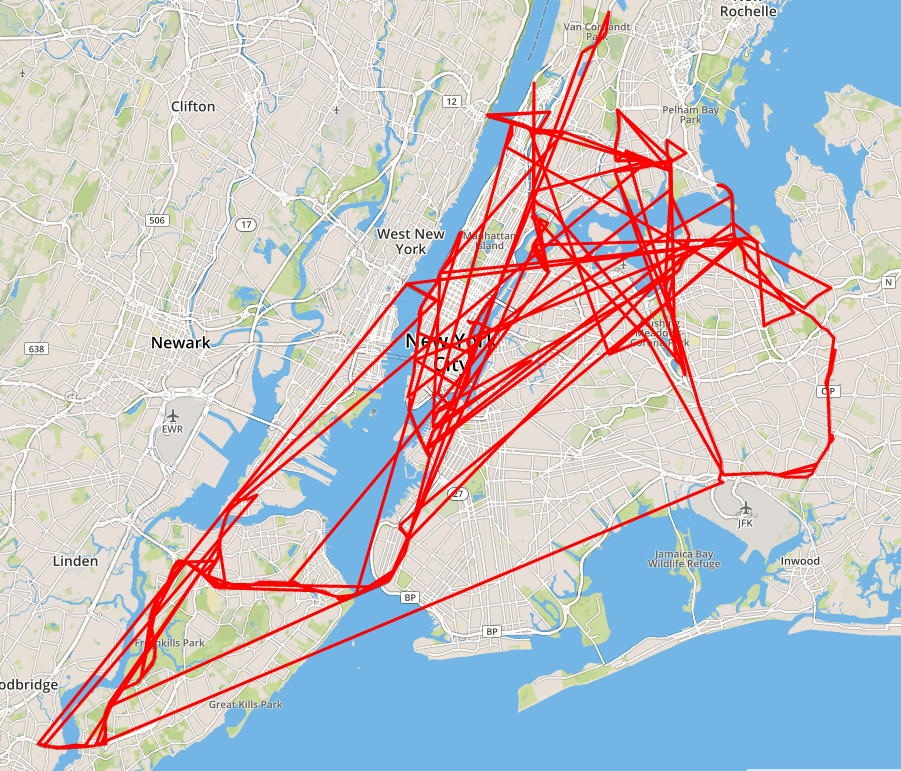 Rochelle
Van Cortlandt
Park
12
Clifton
Pelham Bay
Park
506
17
West New
York
Manhattan
Island
N
Newark
638
New York
City
Flushing
Meadows
Corona Park
EWR
27
JFK
Linden
Jamaica Bay
Wildlife Refuge
Inwood
BP
BP
Freshkills Park
odbridge
Great Kills Park